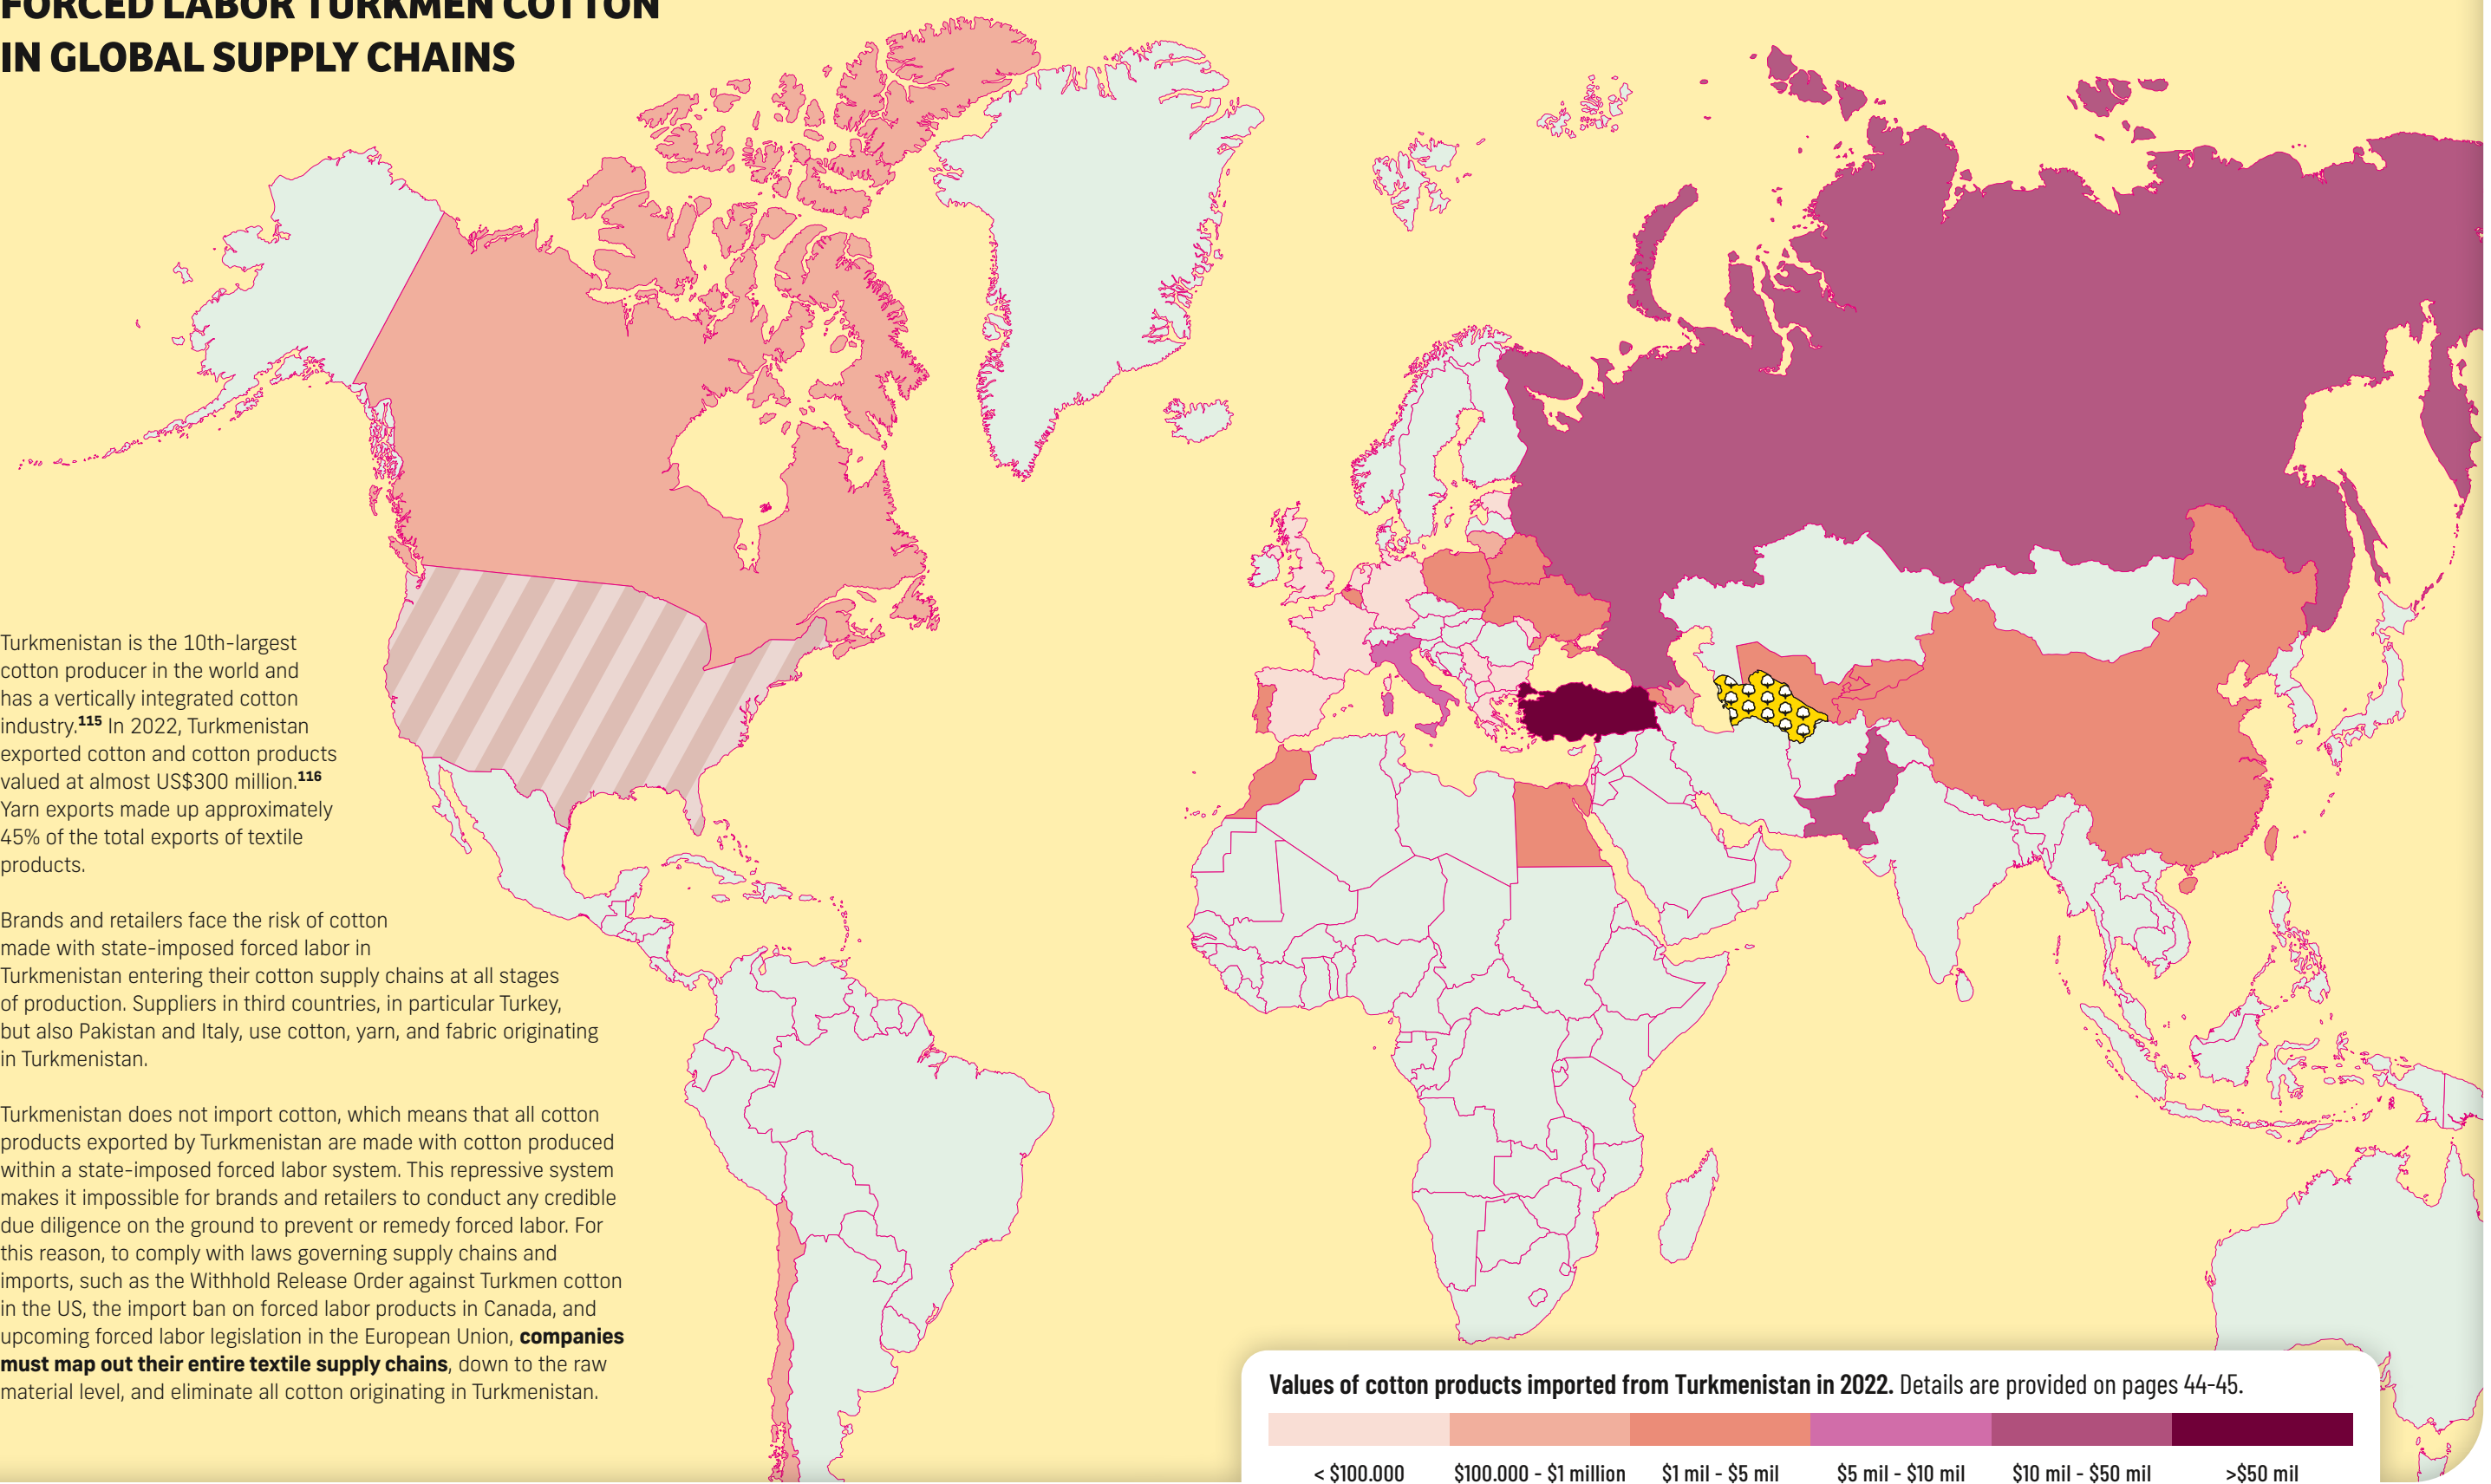 FORCED LABOR TURKMEN COTTON
IN GLOBAL SUPPLY CHAINS
Turkmenistan is the 10th-largest
cotton producer in the world and
has a vertically integrated cotton
industry.115 In 2022, Turkmenistan
exported cotton and cotton products
valued at almost US$300 million.116
Yarn exports made up approximately
45% of the total exports of textile
products.
Brands and retailers face the risk of cotton
made with state-imposed forced labor in
Turkmenistan entering their cotton supply chains at all stages
of production. Suppliers in third countries, in particular Turkey,
but also Pakistan and Italy, use cotton, yarn, and fabric originating
in Turkmenistan.
Turkmenistan does not import cotton, which means that all cotton
products exported by Turkmenistan are made with cotton produced
within a state-imposed forced labor system. This repressive system
makes it impossible for brands and retailers to conduct any credible
due diligence on the ground to prevent or remedy forced labor. For
this reason, to comply with laws governing supply chains and
imports, such as the Withhold Release Order against Turkmen cotton
in the US, the import ban on forced labor products in Canada, and
upcoming forced labor legislation in the European Union, companies
must map out their entire textile supply chains, down to the raw
material level, and eliminate all cotton originating in Turkmenistan.
Values of cotton products imported from Turkmenistan in 2022. Details are provided on pages 44-45.
< $100.000 $100.000 - $1 million $1 mil - $5 mil $5 mil - $10 mil $10 mil - $50 mil >$50 mil